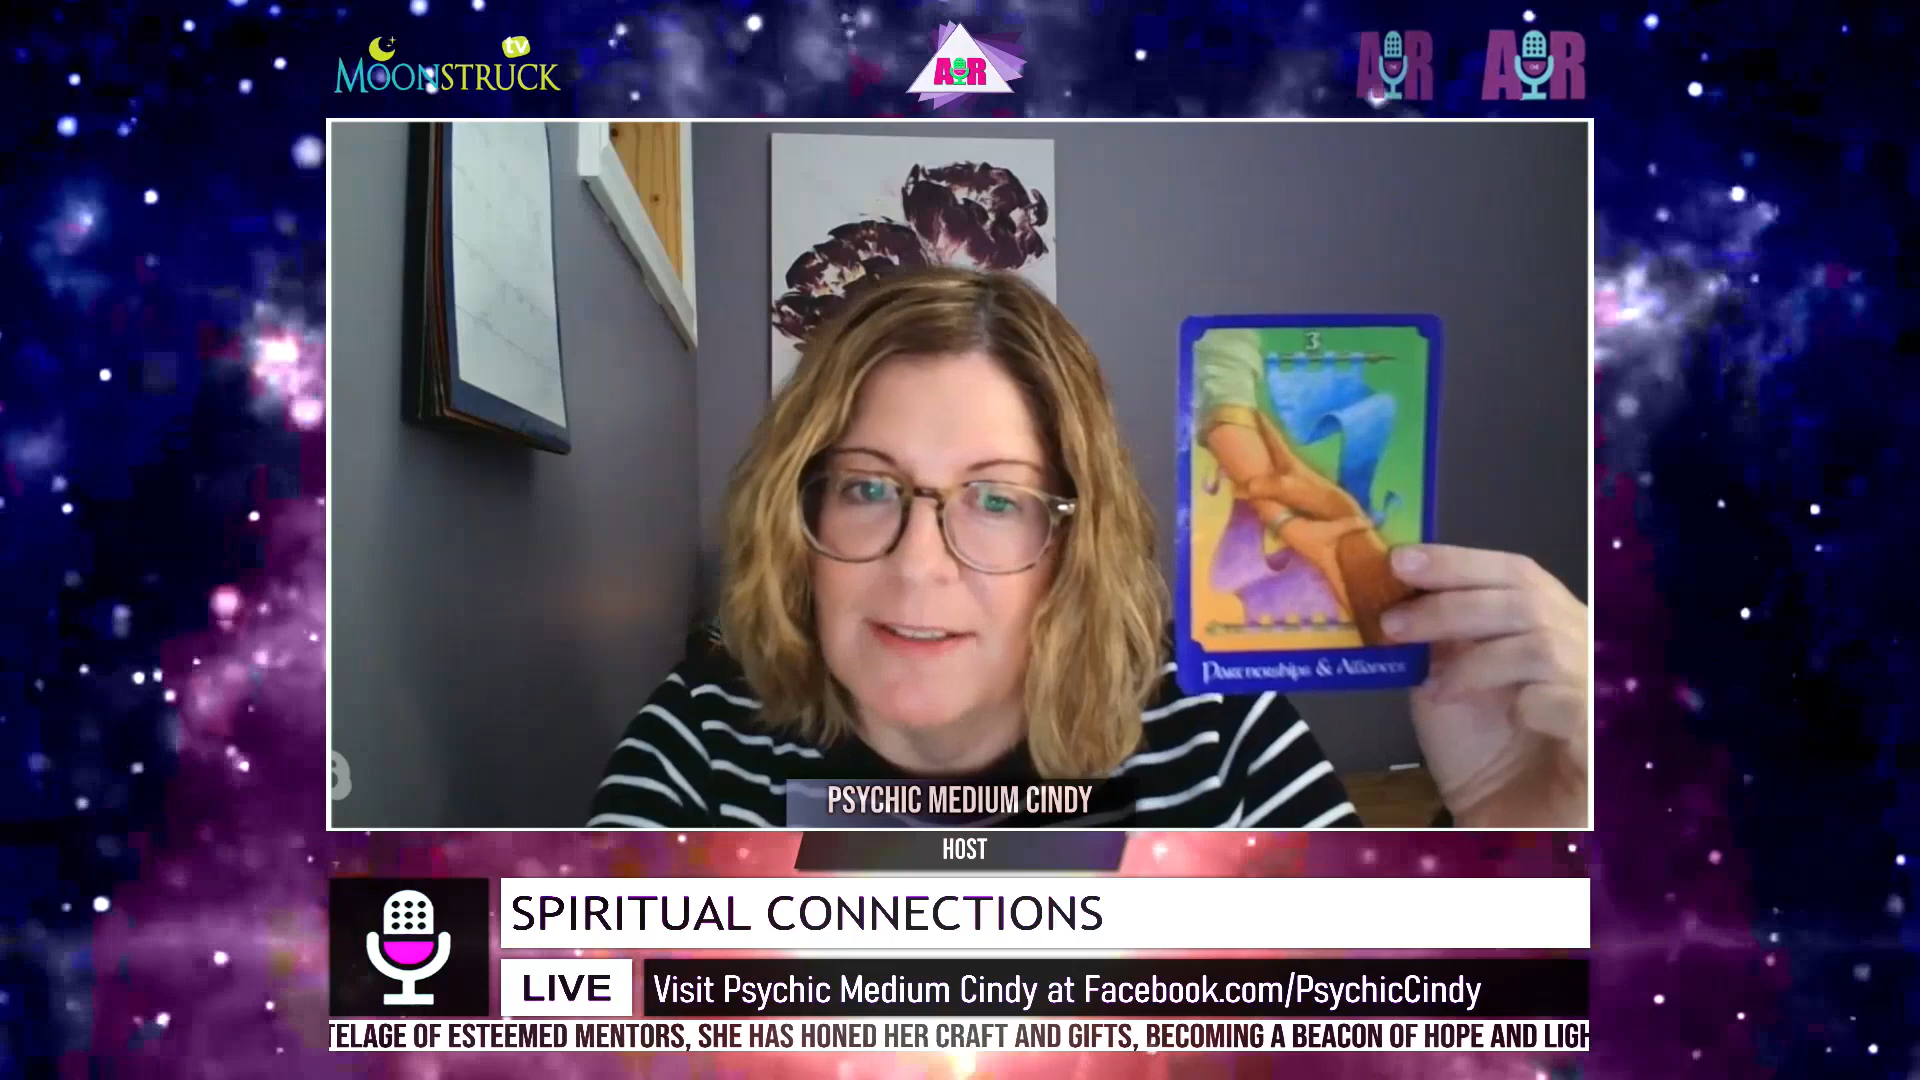 MOONSTRUCK tv
AIR
AIR
AIR
3
Partnerships & Alliances
PSYCHIC MEDIUM CINDY
HOST
SPIRITUAL CONNECTIONS
LIVE
Visit Psychic Medium Cindy at Facebook.com/PsychicCindy
TELAGE OF ESTEEMED MENTORS, SHE HAS HONED HER CRAFT AND GIFTS, BECOMING A BEACON OF HOPE AND LIGH